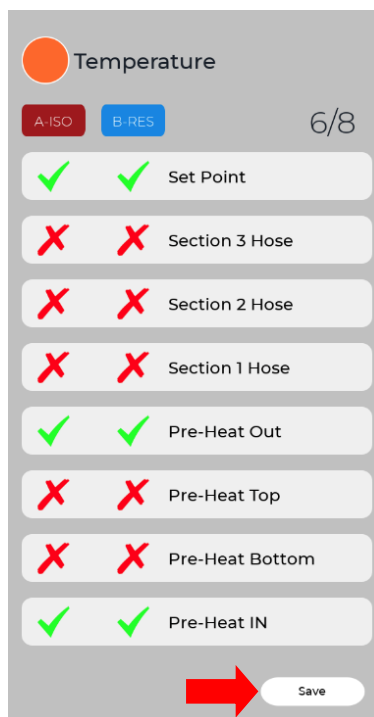 Temperature
A-ISO B-RES 6/8
Set Point
Section 3 Hose
Section 2 Hose
Section 1 Hose
Pre-Heat Out
Pre-Heat Top
Pre-Heat Bottom
Pre-Heat IN
Save